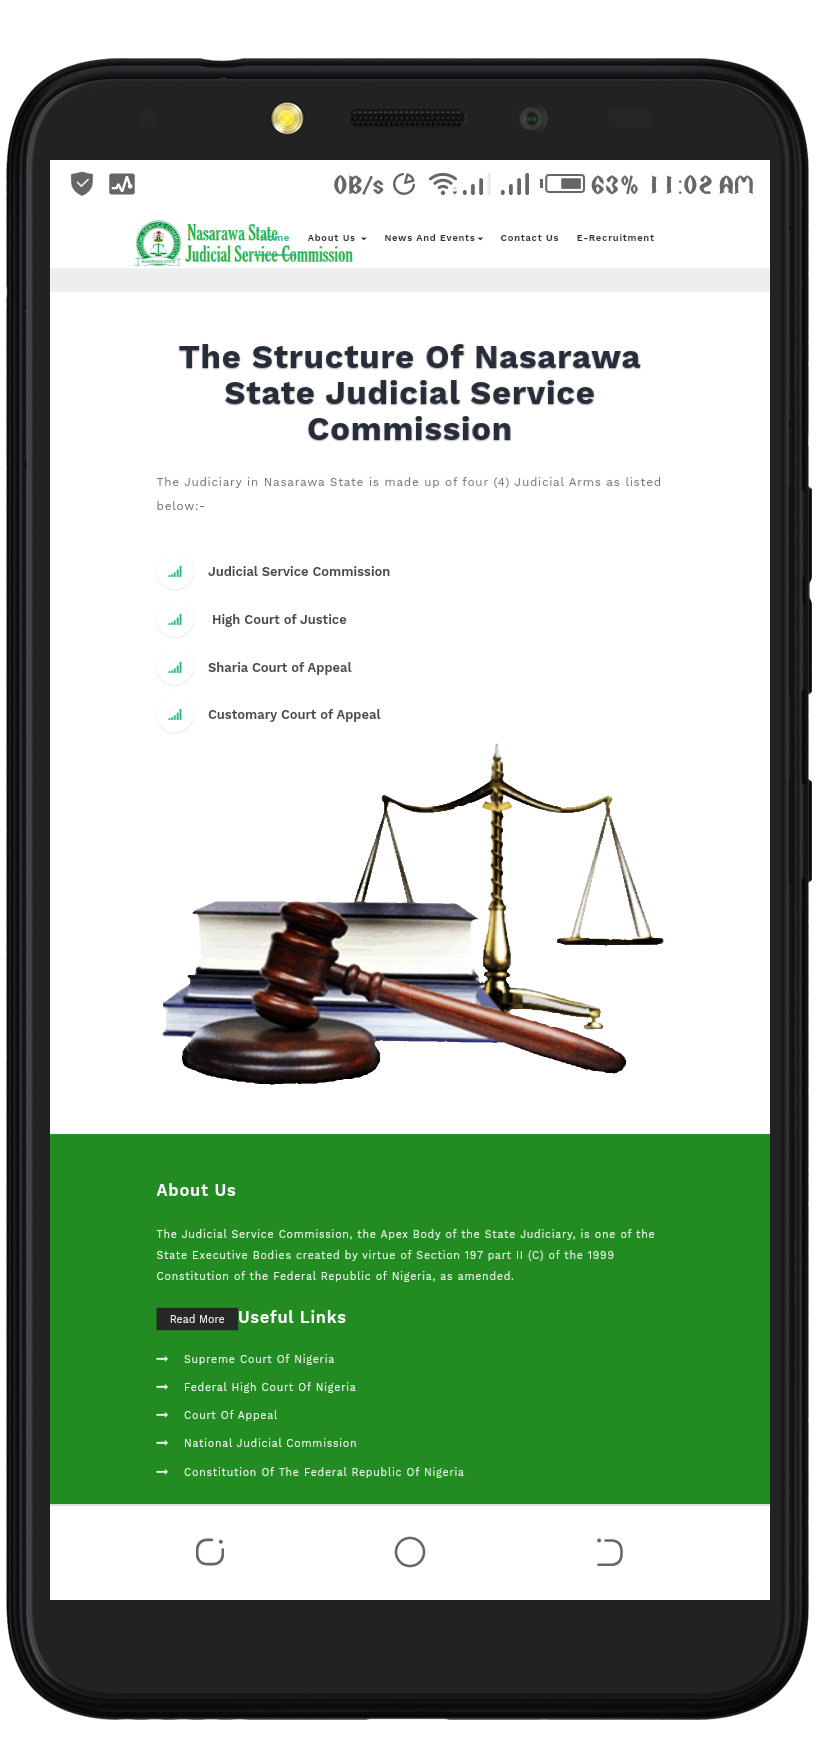 0B/s 63% 11:02 AM
Nasarawa State
Judicial Service Commission
Home About Us News And Events Contact Us E-Recruitment
The Structure Of Nasarawa
State Judicial Service
Commission
The Judiciary in Nasarawa State is made up of four (4) Judicial Arms as listed
below:-
Judicial Service Commission
High Court of Justice
Sharia Court of Appeal
Customary Court of Appeal
About Us
The Judicial Service Commission, the Apex Body of the State Judiciary, is one of the
State Executive Bodies created by virtue of Section 197 part II (C) of the 1999
Constitution of the Federal Republic of Nigeria, as amended.
Read More Useful Links
Supreme Court Of Nigeria
Federal High Court Of Nigeria
Court Of Appeal
National Judicial Commission
Constitution Of The Federal Republic Of Nigeria